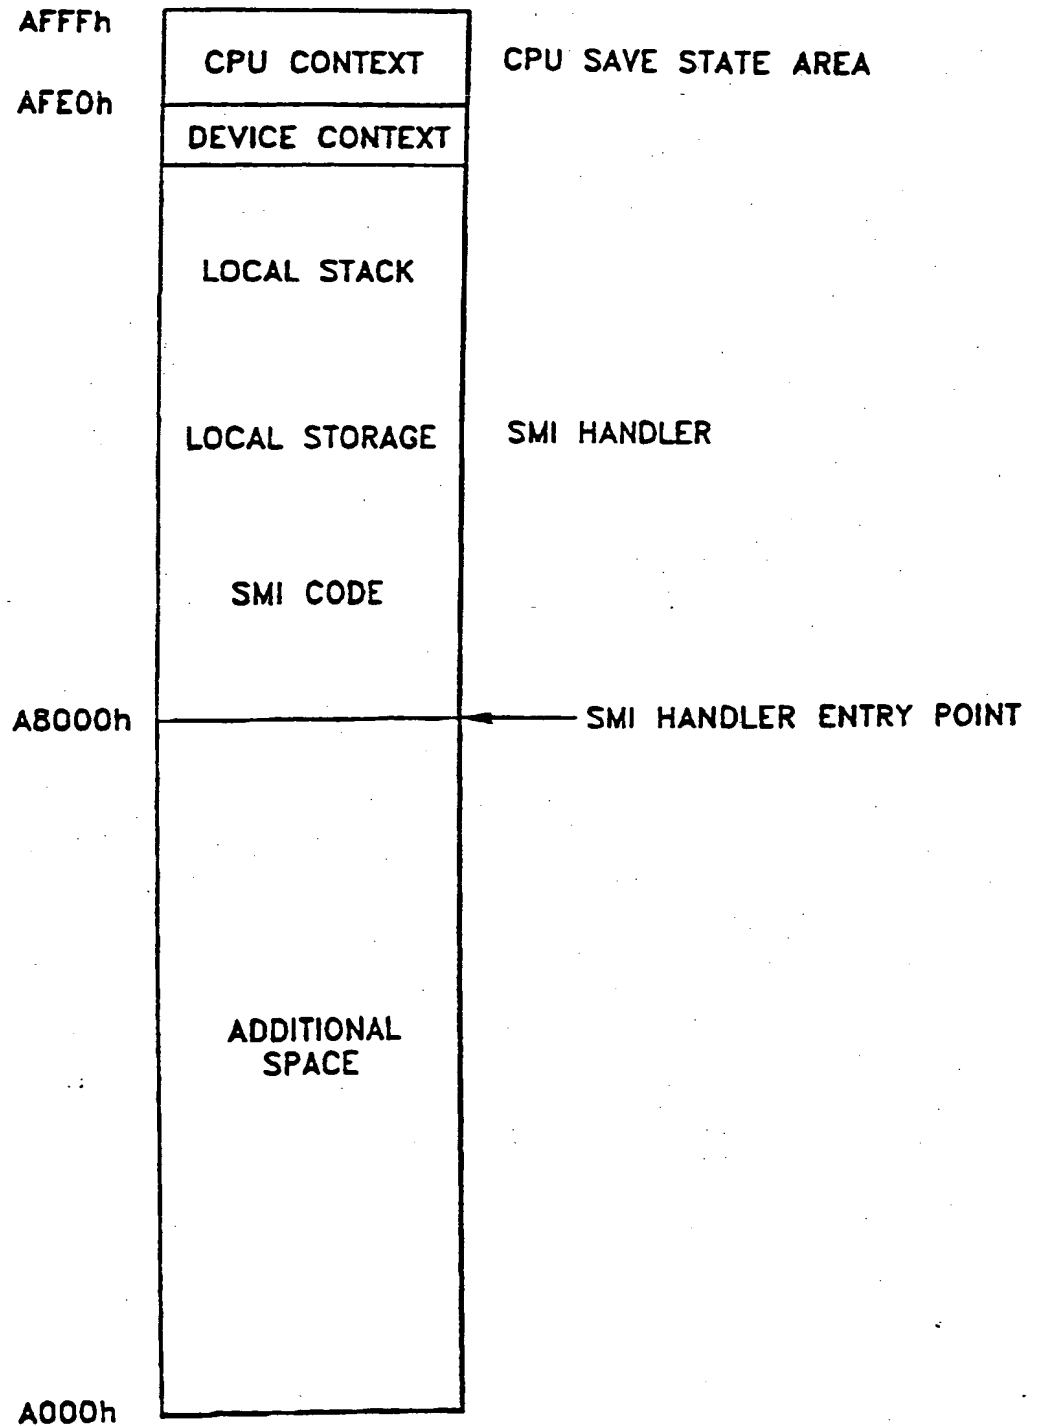 AFFFh
CPU CONTEXT CPU SAVE STATE AREA
AFE0h
DEVICE CONTEXT
LOCAL STACK
LOCAL STORAGE SMI HANDLER
SMI CODE
A8000h SMI HANDLER ENTRY POINT
ADDITIONAL
SPACE
A000h